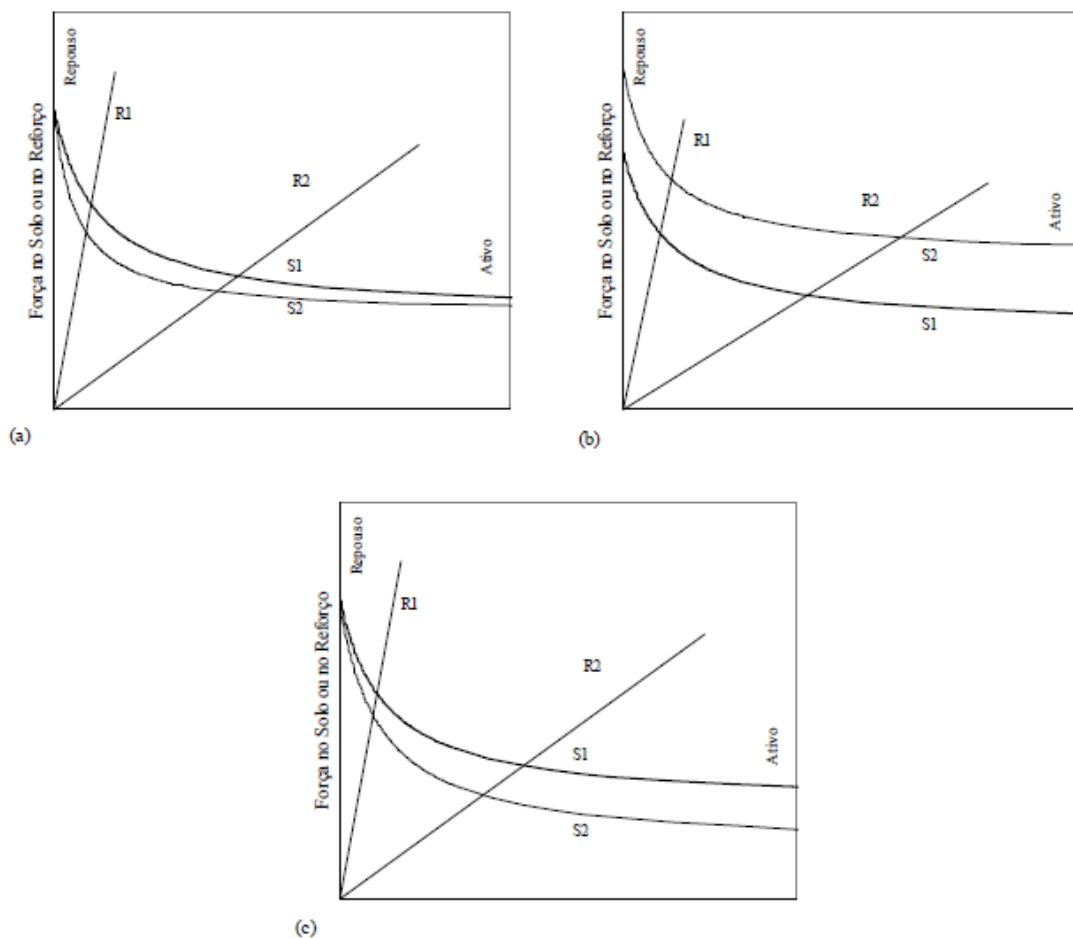 Força no Solo ou no Reforço
Repouso
R1
R2
S1
S2
Ativo
(a)
Força no Solo ou no Reforço
Repouso
R1
R2
S2
S1
Ativo
(b)
Força no Solo ou no Reforço
Repouso
R1
R2
S1
S2
Ativo
(c)